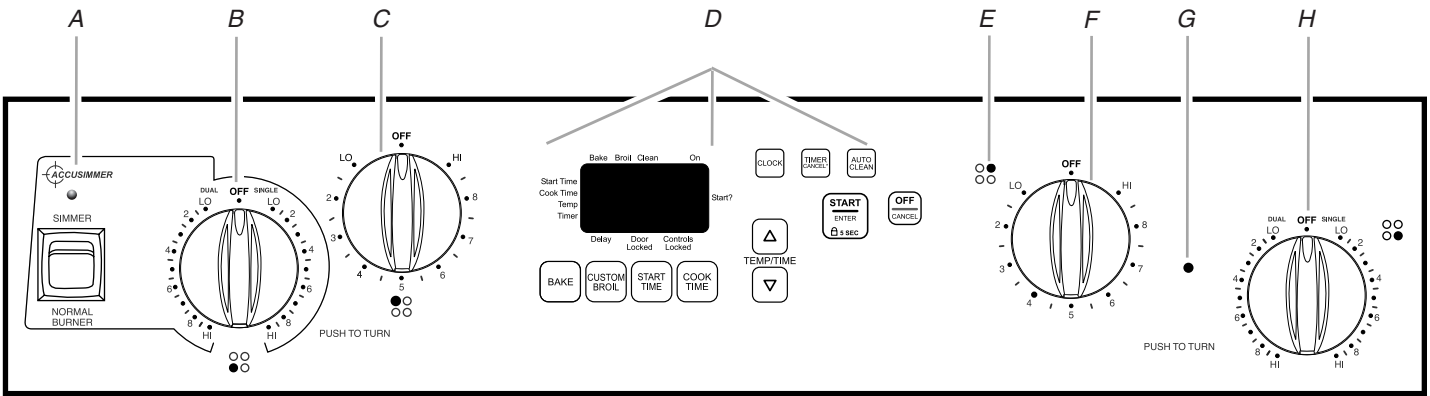 A B C D E F G H
ACCUSIMMER
SIMMER
NORMAL
BURNER
DUAL OFF SINGLE
LO LO
2 2
4 4
6 6
8 8
HI HI
OFF
LO HI
2 8
3 7
4 6
5
PUSH TO TURN
Bake Broil Clean On
Start Time
Cook Time
Temp
Timer
Start?
Delay Door Locked Controls Locked
BAKE
CUSTOM
BROIL
START
TIME
COOK
TIME
CLOCK
TIMER
CANCEL*
AUTO
CLEAN
TEMP/TIME
START
ENTER
5 SEC
OFF
CANCEL
OFF
LO HI
2 8
3 7
4 6
5
PUSH TO TURN
DUAL OFF SINGLE
LO LO
2 2
4 4
6 6
8 8
HI HI